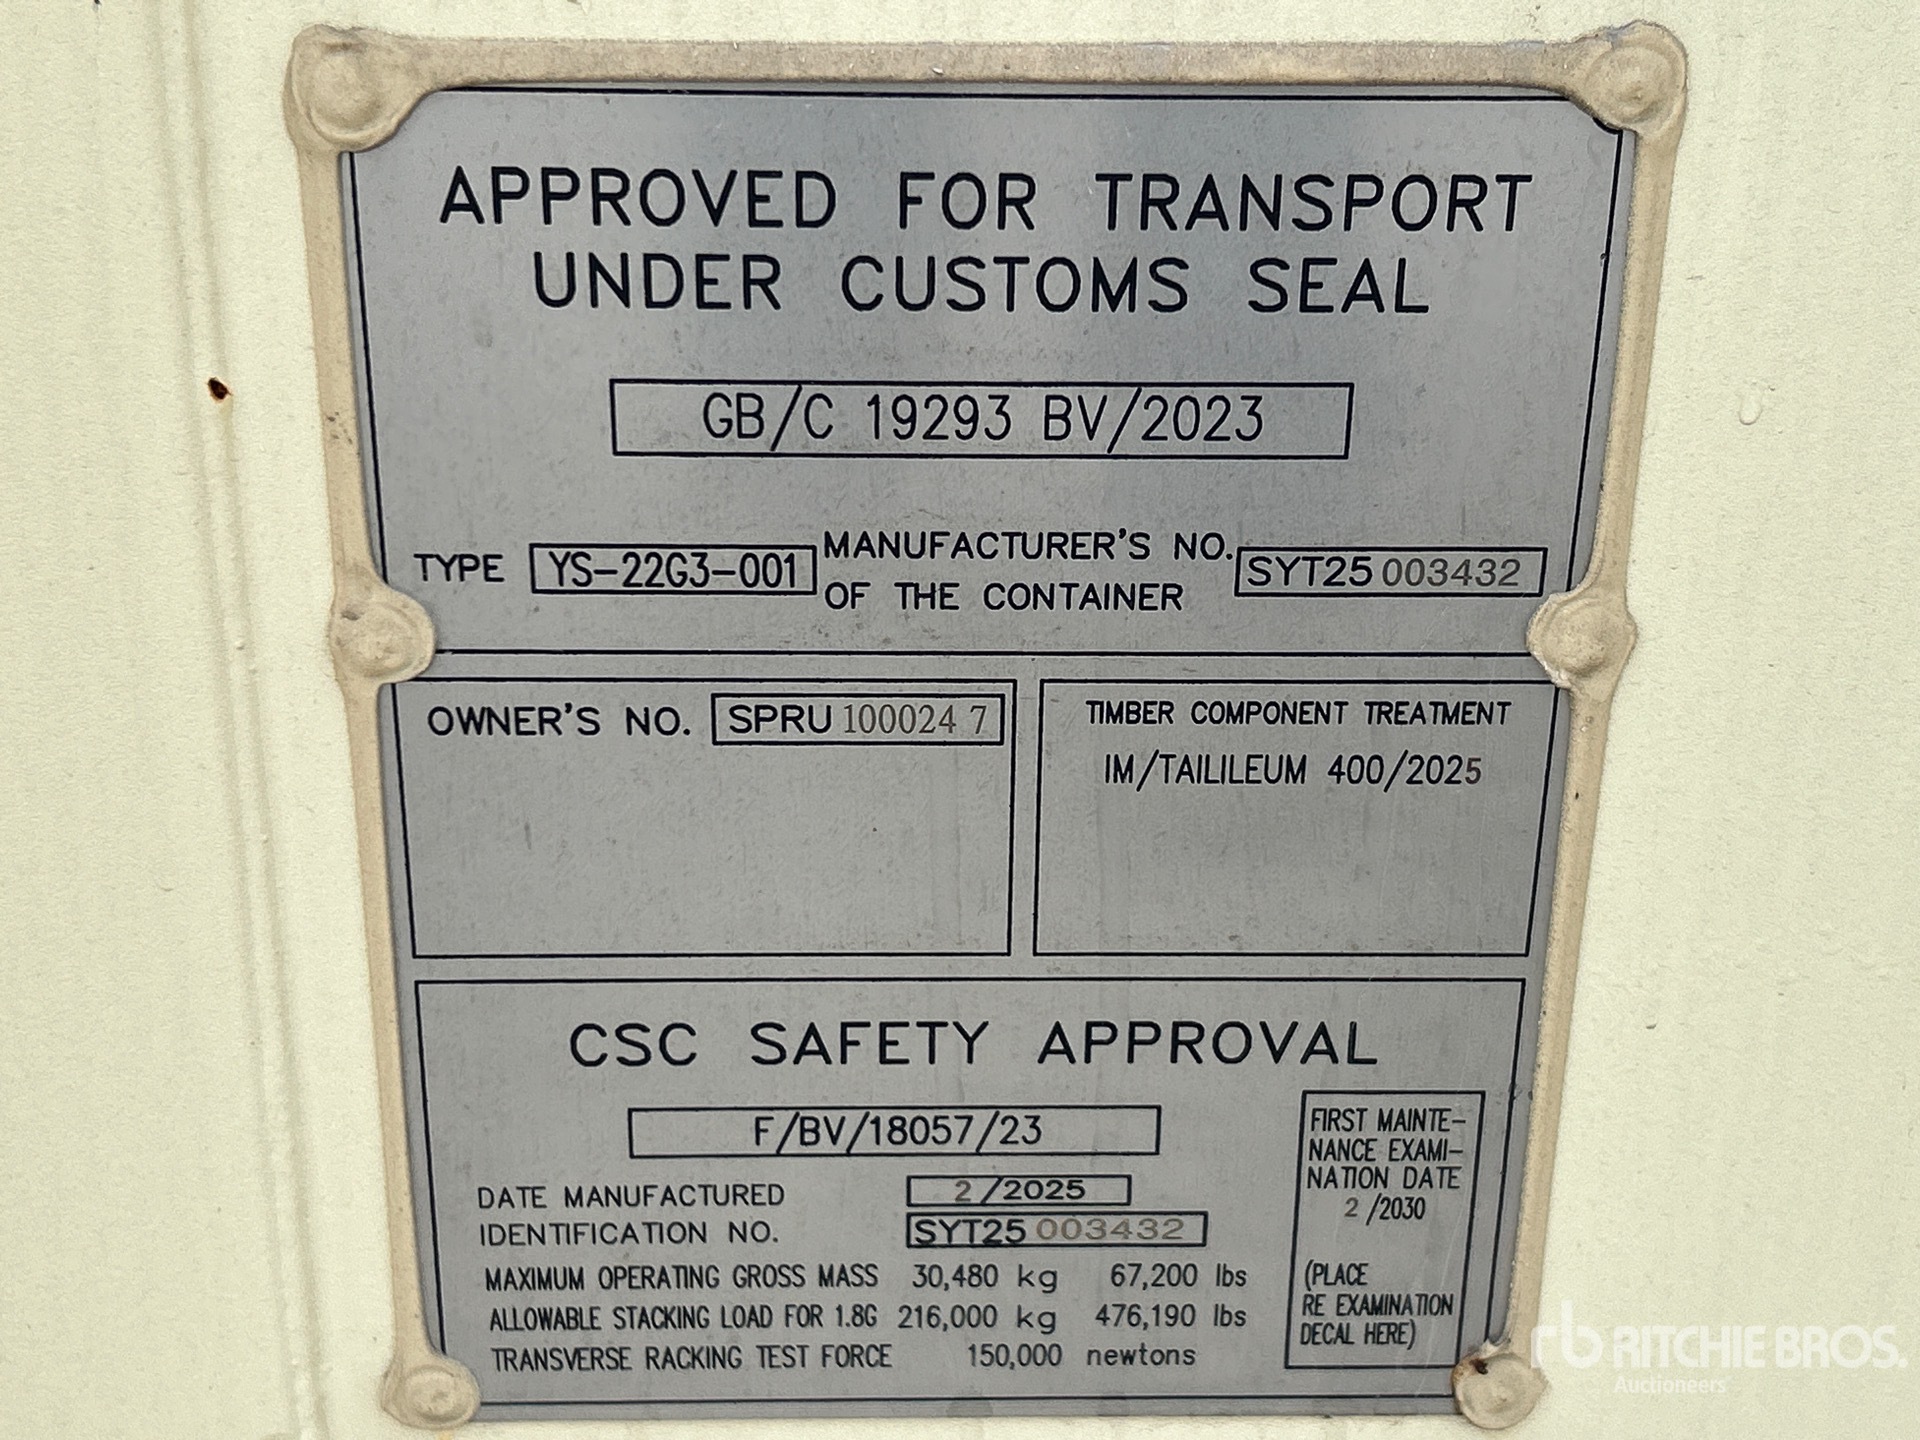 APPROVED FOR TRANSPORT
UNDER CUSTOMS SEAL
GB/C 19293 BV/2023
TYPE YS-22G3-001 MANUFACTURER'S NO.
OF THE CONTAINER SYT25 003432
OWNER'S NO. SPRU 100024 7
TIMBER COMPONENT TREATMENT
IM/TAILILEUM 400/2025
CSC SAFETY APPROVAL
F/BV/18057/23
DATE MANUFACTURED 2/2025
IDENTIFICATION NO. SYT25 003432
MAXIMUM OPERATING GROSS MASS 30,480 kg 67,200 lbs
ALLOWABLE STACKING LOAD FOR 1.8G 216,000 kg 476,190 lbs
TRANSVERSE RACKING TEST FORCE 150,000 newtons
FIRST MAINTE-
NANCE EXAMI-
NATION DATE
2 /2030
(PLACE
RE EXAMINATION
DECAL HERE)
rb RITCHIE BROS.
Auctioneers